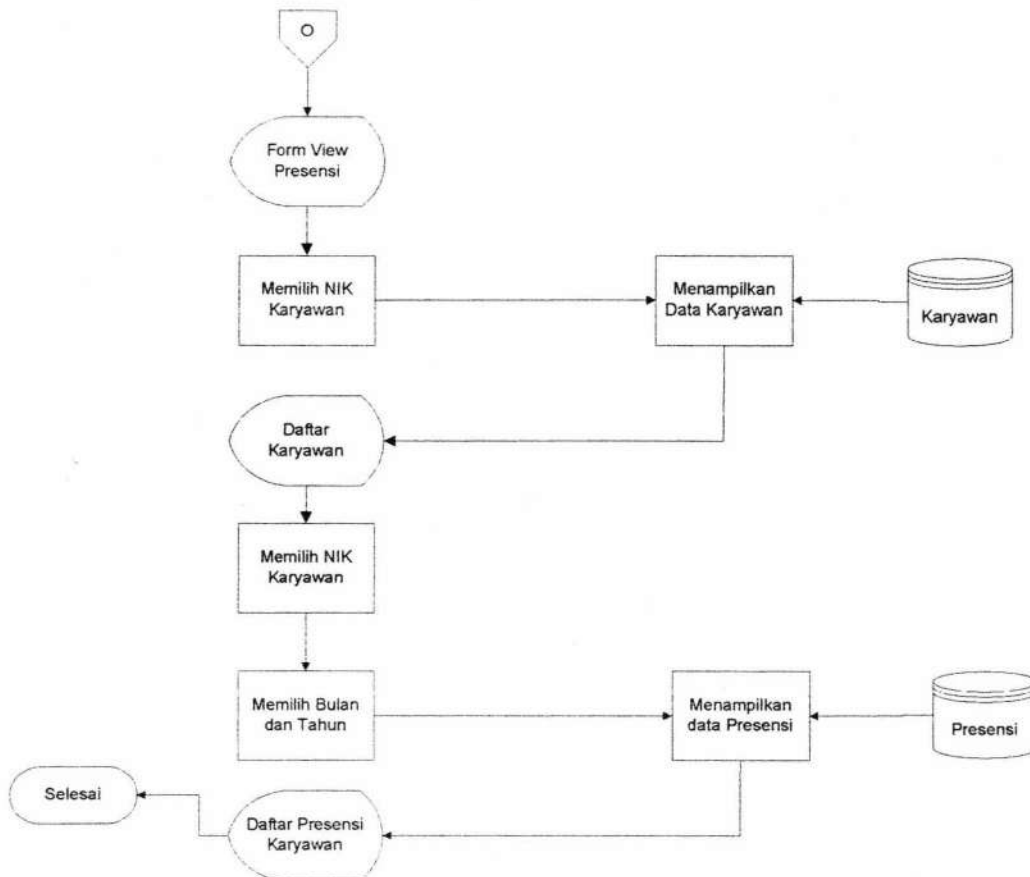 O
Form View
Presensi
Memilih NIK
Karyawan
Menampilkan
Data Karyawan
Karyawan
Daftar
Karyawan
Memilih NIK
Karyawan
Memilih Bulan
dan Tahun
Menampilkan
data Presensi
Presensi
Selesai
Daftar Presensi
Karyawan